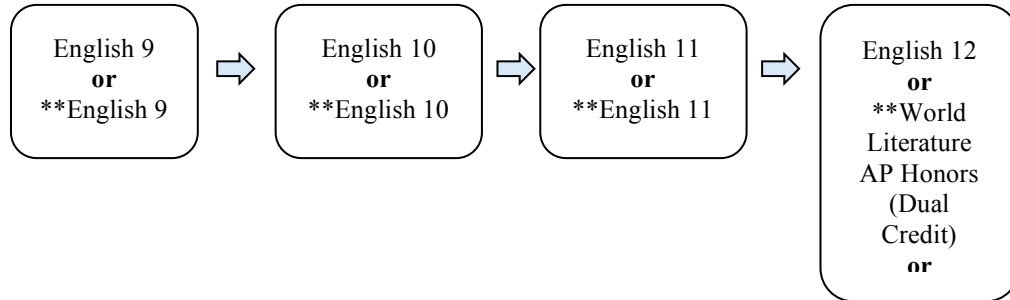 English 9
or
**English 9
English 10
or
**English 10
English 11
or
**English 11
English 12
or
**World
Literature
AP Honors
(Dual
Credit)
or